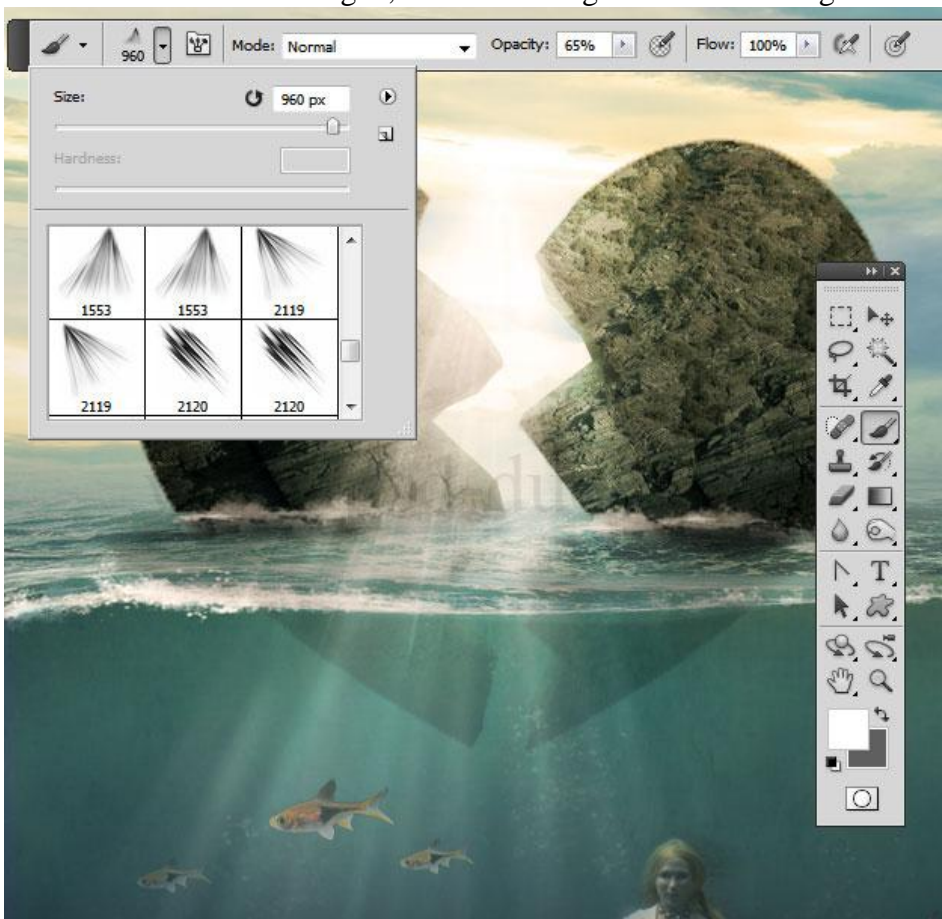 960
Mode: Normal
Opacity: 65%
Flow: 100%
Size:
960 px
Hardness:
1553
1553
2119
2119
2120
2120
T